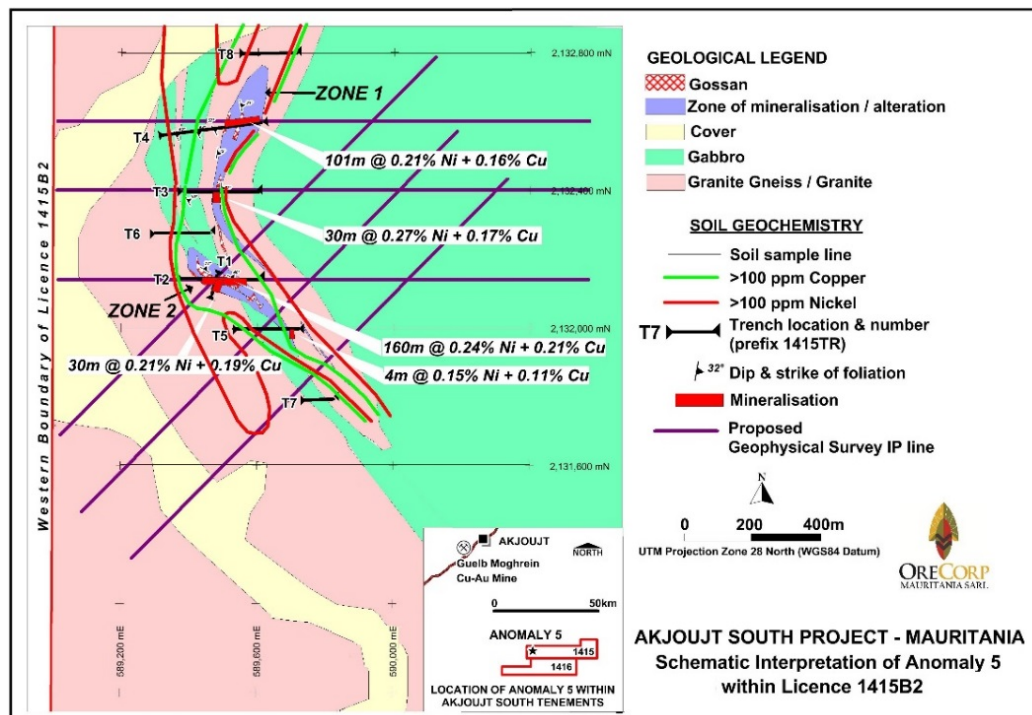 Western Boundary of Licence 1415B2
T8
2,132,800 mN
ZONE 1
T4
101m @ 0.21% Ni + 0.16% Cu
T3
2,132,400 mN
30m @ 0.27% Ni + 0.17% Cu
T6
T1
T2
ZONE 2
T5
2,132,000 mN
160m @ 0.24% Ni + 0.21% Cu
30m @ 0.21% Ni + 0.19% Cu
4m @ 0.15% Ni + 0.11% Cu
T7
2,131,600 mN
589,200 mE
589,600 mE
590,000 mE
AKJOUJT
NORTH
Guelb Moghrein
Cu-Au Mine
0 50km
ANOMALY 5
1415
1416
LOCATION OF ANOMALY 5 WITHIN
AKJOUJT SOUTH TENEMENTS
GEOLOGICAL LEGEND
Gossan
Zone of mineralisation / alteration
Cover
Gabbro
Granite Gneiss / Granite
SOIL GEOCHEMISTRY
Soil sample line
>100 ppm Copper
>100 ppm Nickel
T7 Trench location & number
(prefix 1415TR)
32° Dip & strike of foliation
Mineralisation
Proposed
Geophysical Survey IP line
N
0 200 400m
UTM Projection Zone 28 North (WGS84 Datum)
ORECORP
MAURITANIA SARL
AKJOUJT SOUTH PROJECT - MAURITANIA
Schematic Interpretation of Anomaly 5
within Licence 1415B2